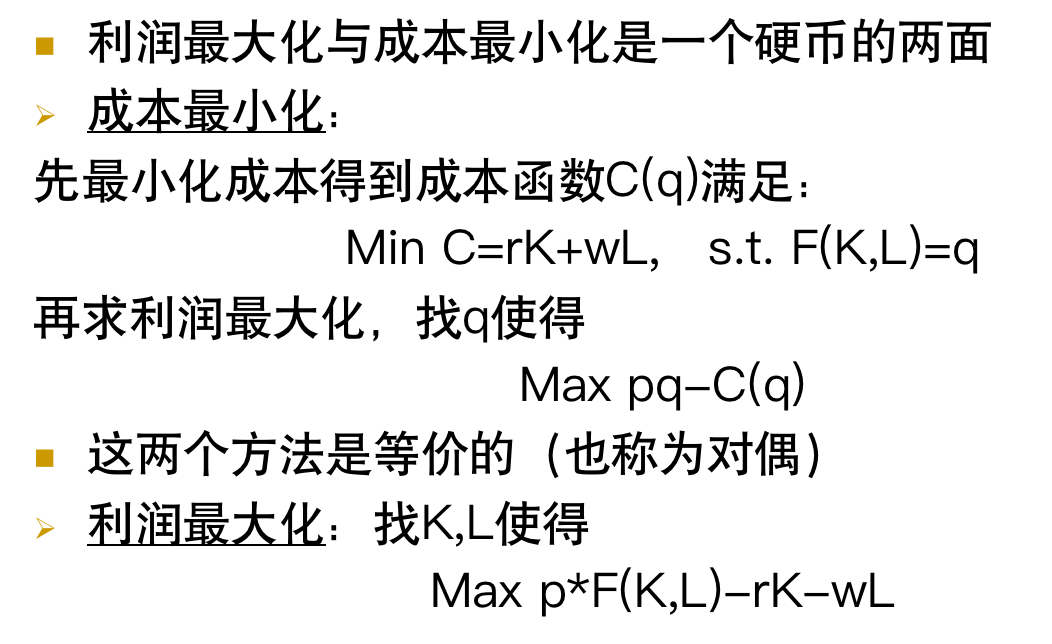 ■ 利润最大化与成本最小化是一个硬币的两面
➢ 成本最小化：
先最小化成本得到成本函数C(q)满足：
Min C=rK+wL, s.t. F(K,L)=q
再求利润最大化，找q使得
Max pq–C(q)
■ 这两个方法是等价的（也称为对偶）
➢ 利润最大化：找K,L使得
Max p*F(K,L)–rK–wL